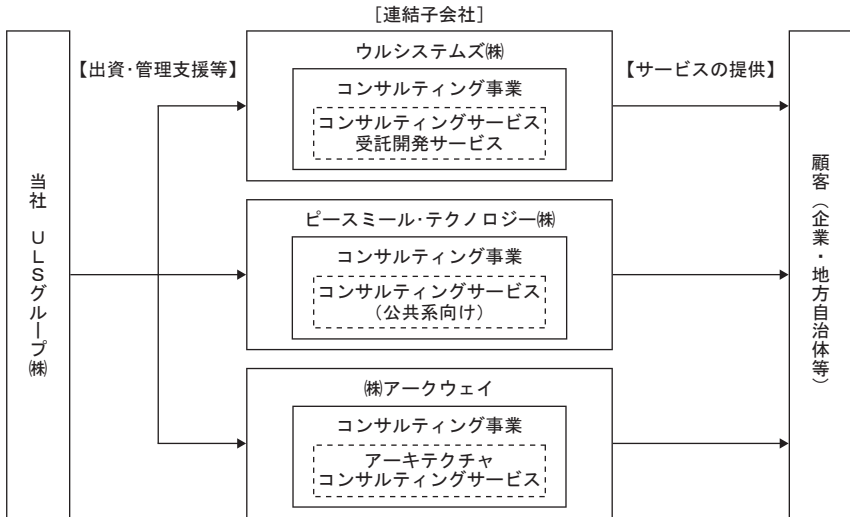 ［連結子会社］
ウルシステムズ㈱
【出資・管理支援等】
【サービスの提供】
コンサルティング事業
コンサルティングサービス
受託開発サービス
当社 ＵＬＳグループ㈱
ピースミール・テクノロジー㈱
コンサルティング事業
コンサルティングサービス
（公共系向け）
顧客（企業・地方自治体等）
㈱アークウェイ
コンサルティング事業
アーキテクチャ
コンサルティングサービス